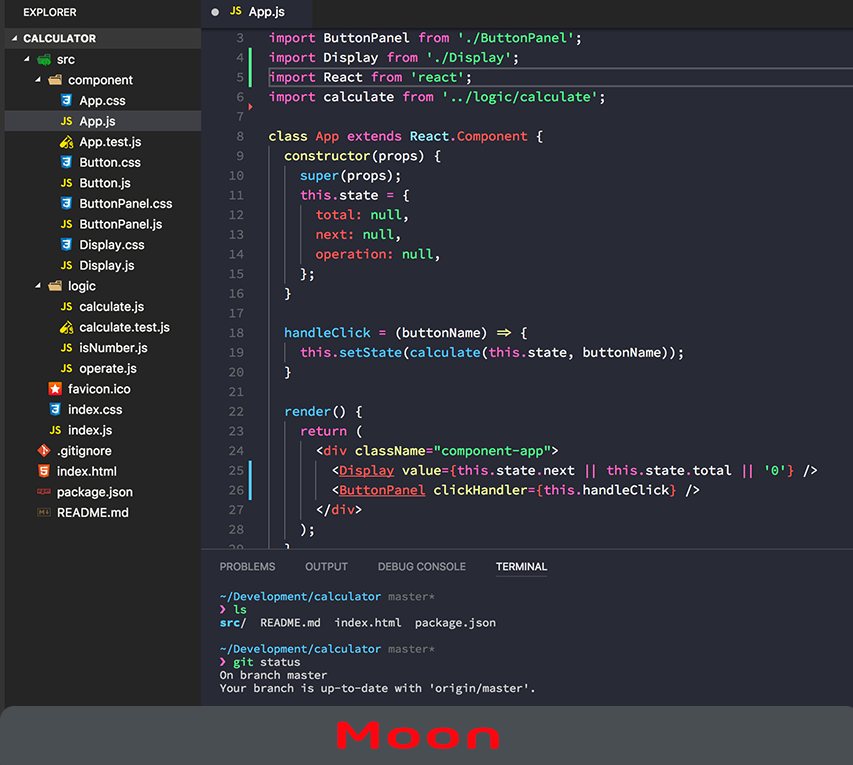 EXPLORER
CALCULATOR
src
component
App.css
JS App.js
App.test.js
Button.css
JS Button.js
ButtonPanel.css
JS ButtonPanel.js
Display.css
JS Display.js
logic
JS calculate.js
calculate.test.js
JS isNumber.js
JS operate.js
favicon.ico
index.css
JS index.js
.gitignore
index.html
package.json
README.md
JS App.js
3 import ButtonPanel from './ButtonPanel';
4 import Display from './Display';
5 import React from 'react';
6 import calculate from '../logic/calculate';
7
8 class App extends React.Component {
9 constructor(props) {
10 super(props);
11 this.state = {
12 total: null,
13 next: null,
14 operation: null,
15 };
16 }
17
18 handleClick = (buttonName) => {
19 this.setState(calculate(this.state, buttonName));
20 }
21
22 render() {
23 return (
24 <div className="component-app">
25 <Display value={this.state.next || this.state.total || '0'} />
26 <ButtonPanel clickHandler={this.handleClick} />
27 </div>
28 );
29 }
PROBLEMS OUTPUT DEBUG CONSOLE TERMINAL
~/Development/calculator master*
❯ ls
src/ README.md index.html package.json
~/Development/calculator master*
❯ git status
On branch master
Your branch is up-to-date with 'origin/master'.
Moon